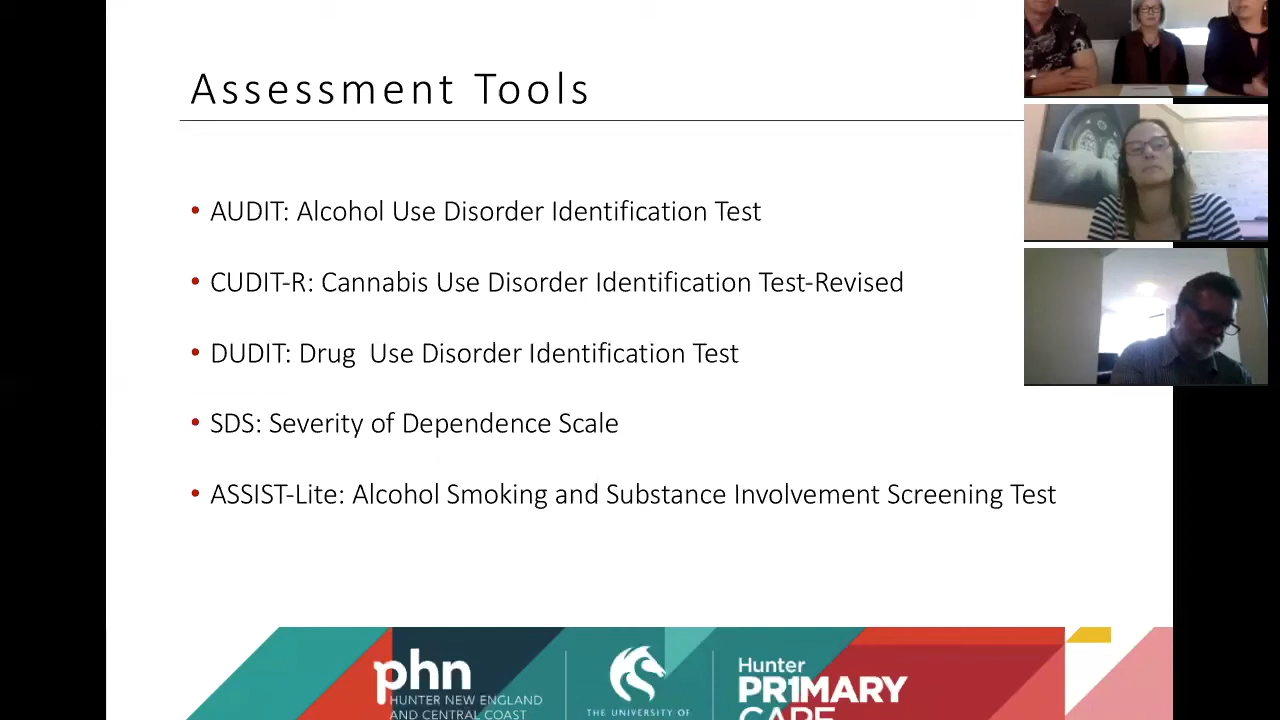 Assessment Tools
• AUDIT: Alcohol Use Disorder Identification Test
• CUDIT-R: Cannabis Use Disorder Identification Test-Revised
• DUDIT: Drug  Use Disorder Identification Test
• SDS: Severity of Dependence Scale
• ASSIST-Lite: Alcohol Smoking and Substance Involvement Screening Test
phn
HUNTER NEW ENGLAND
AND CENTRAL COAST
THE UNIVERSITY OF
Hunter
PR1MARY
CARE